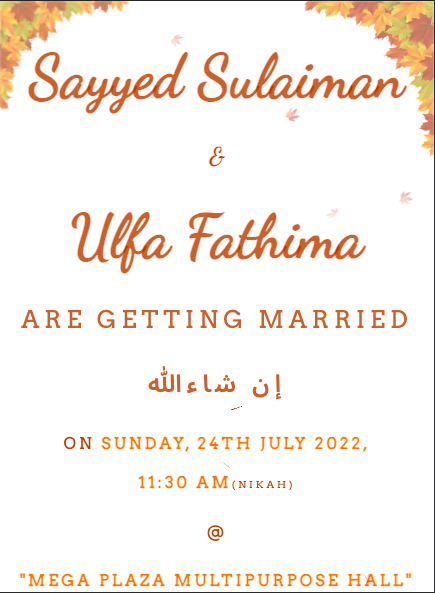 Sayyed Sulaiman
&
Ulfa Fathima
ARE GETTING MARRIED
إن شاءالله
ON SUNDAY, 24TH JULY 2022,
11:30 AM(NIKAH)
@
"MEGA PLAZA MULTIPURPOSE HALL"